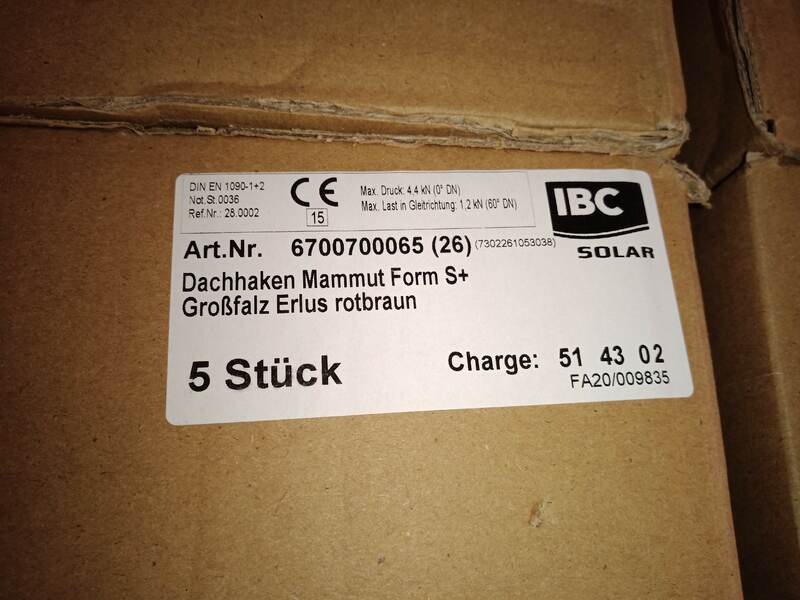 DIN EN 1090-1+2
Not.St.0036
Ref.Nr.: 28.0002
CE
15
Max. Druck: 4,4 kN (0° DN)
Max. Last in Gleitrichtung: 1,2 kN (60° DN)
IBC
SOLAR
Art.Nr. 6700700065 (26) (7302261053038)
Dachhaken Mammut Form S+
Großfalz Erlus rotbraun
5 Stück
Charge: 51 43 02
FA20/009835